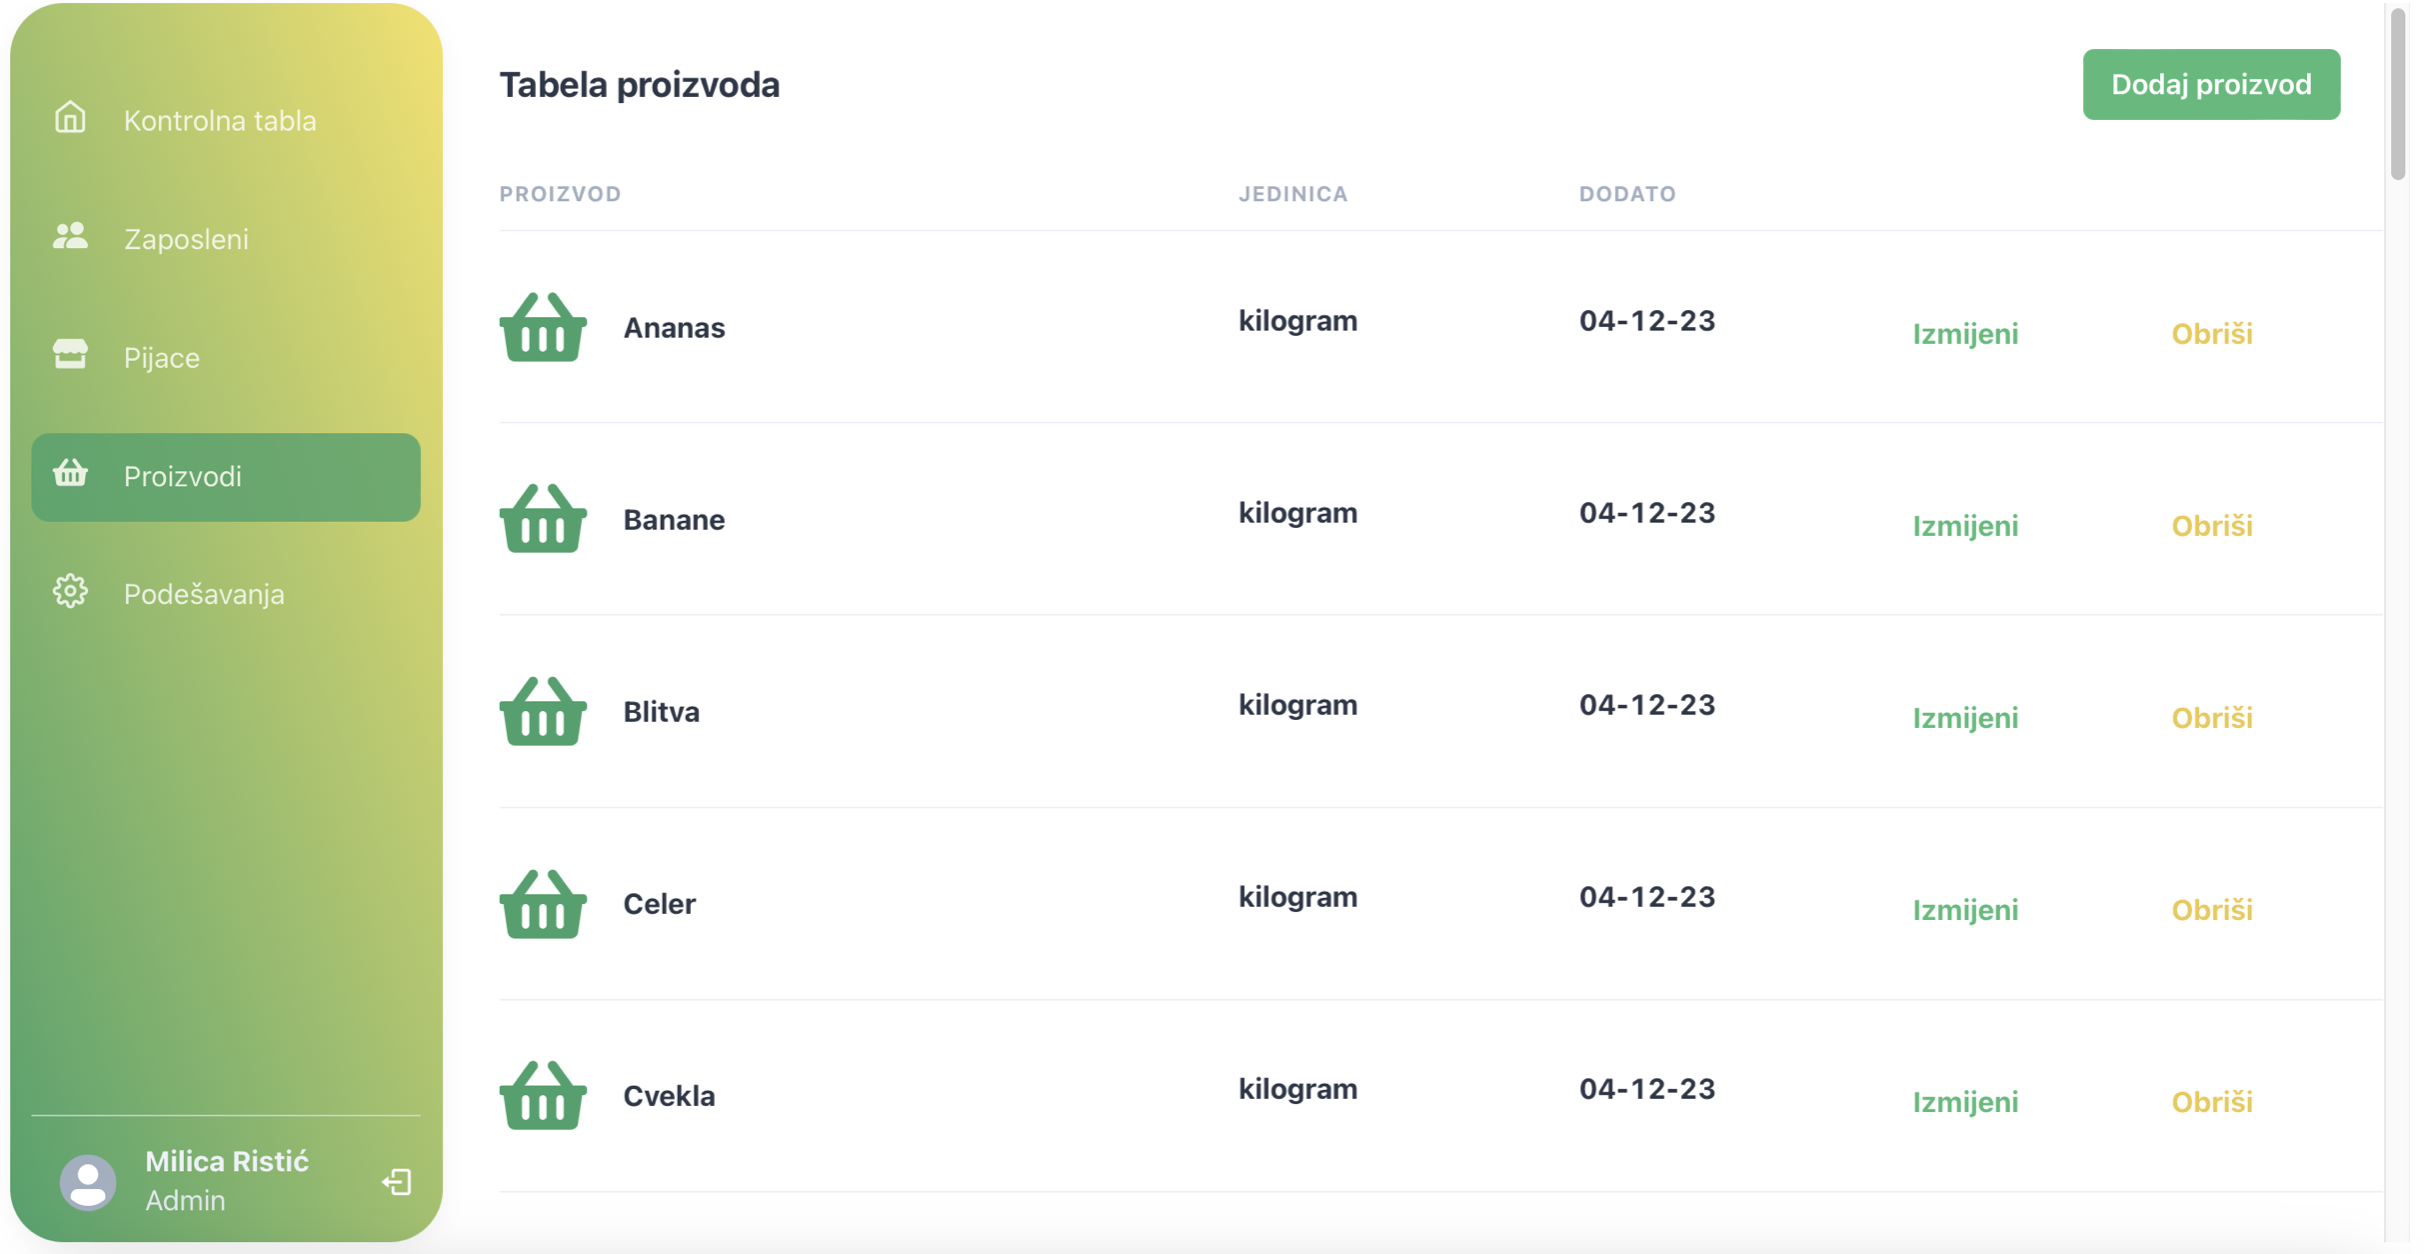 Kontrolna tabla
Zaposleni
Pijace
Proizvodi
Podešavanja
Milica Ristić
Admin
Tabela proizvoda
Dodaj proizvod
PROIZVOD JEDINICA DODATO
Ananas kilogram 04-12-23 Izmijeni Obriši
Banane kilogram 04-12-23 Izmijeni Obriši
Blitva kilogram 04-12-23 Izmijeni Obriši
Celer kilogram 04-12-23 Izmijeni Obriši
Cvekla kilogram 04-12-23 Izmijeni Obriši